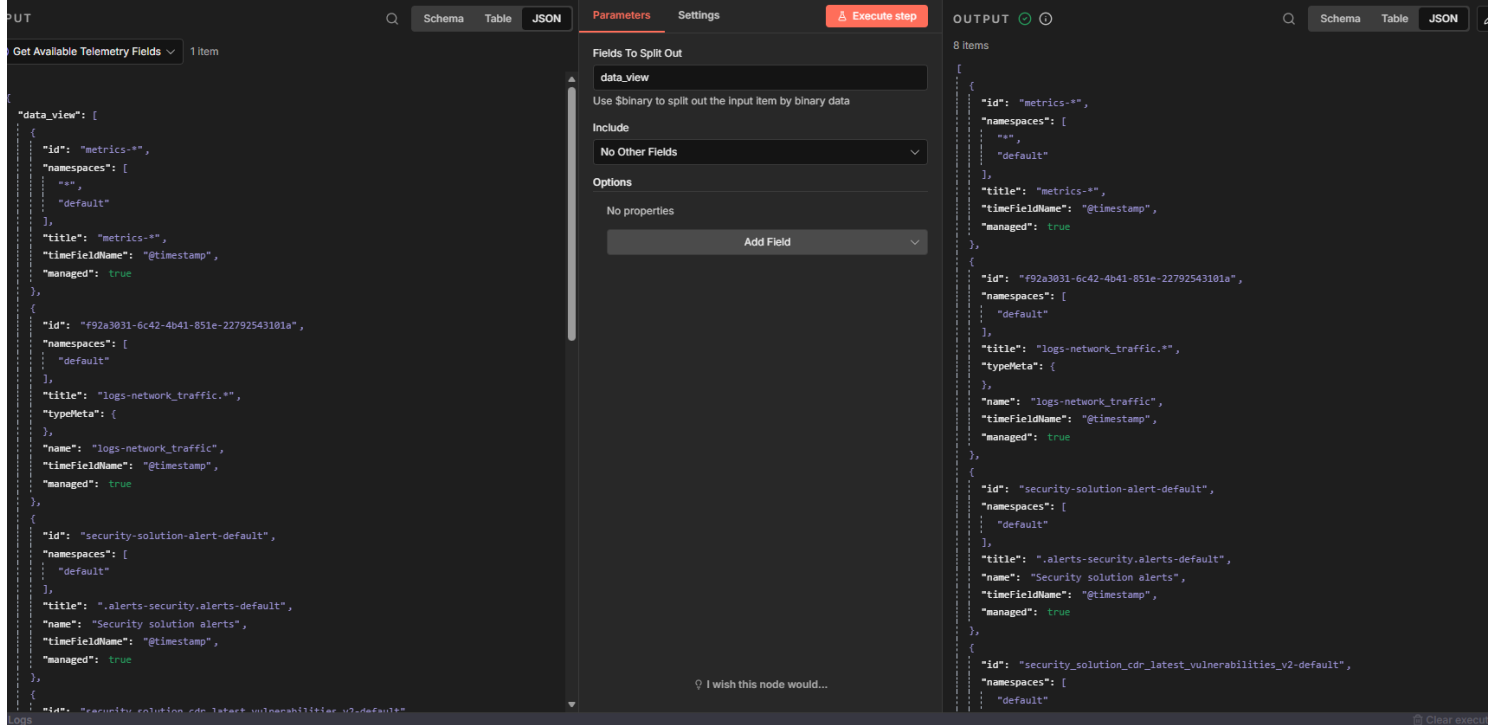 PUT
Schema Table JSON
Get Available Telemetry Fields 1 item
{
"data_view": [
{
"id": "metrics-*",
"namespaces": [
"*",
"default"
],
"title": "metrics-*",
"timeFieldName": "@timestamp",
"managed": true
},
{
"id": "f92a3031-6c42-4b41-851e-22792543101a",
"namespaces": [
"default"
],
"title": "logs-network_traffic.*",
"typeMeta": {
},
"name": "logs-network_traffic",
"timeFieldName": "@timestamp",
"managed": true
},
{
"id": "security-solution-alert-default",
"namespaces": [
"default"
],
"title": ".alerts-security.alerts-default",
"name": "Security solution alerts",
"timeFieldName": "@timestamp",
"managed": true
},
{
"id": "security_solution_cdr_latest_vulnerabilities_v2-default"
Logs
Parameters Settings Execute step
Fields To Split Out
data_view
Use $binary to split out the input item by binary data
Include
No Other Fields
Options
No properties
Add Field
I wish this node would...
OUTPUT
Schema Table JSON
8 items
[
{
"id": "metrics-*",
"namespaces": [
"*",
"default"
],
"title": "metrics-*",
"timeFieldName": "@timestamp",
"managed": true
},
{
"id": "f92a3031-6c42-4b41-851e-22792543101a",
"namespaces": [
"default"
],
"title": "logs-network_traffic.*",
"typeMeta": {
},
"name": "logs-network_traffic",
"timeFieldName": "@timestamp",
"managed": true
},
{
"id": "security-solution-alert-default",
"namespaces": [
"default"
],
"title": ".alerts-security.alerts-default",
"name": "Security solution alerts",
"timeFieldName": "@timestamp",
"managed": true
},
{
"id": "security_solution_cdr_latest_vulnerabilities_v2-default",
"namespaces": [
"default"
Clear execut